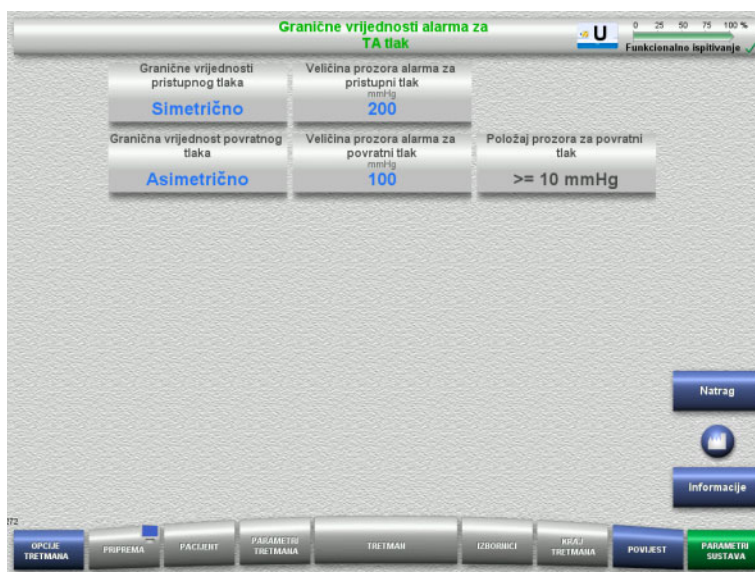 Granične vrijednosti alarma za
TA tlak
U
0 25 50 75 100 %
Funkcionalno ispitivanje
Granične vrijednosti
pristupnog tlaka
Simetrično
Veličina prozora alarma za
pristupni tlak
mmHg
200
Granična vrijednost povratnog
tlaka
Asimetrično
Veličina prozora alarma za
povratni tlak
mmHg
100
Položaj prozora za povratni
tlak
>= 10 mmHg
Natrag
Informacije
272
OPCIJE
TRETMANA
PRIPREMA
PACIJENT
PARAMETRI
TRETMANA
TRETMAN
IZBORNICI
KRAJ
TRETMANA
POVIJEST
PARAMETRI
SUSTAVA